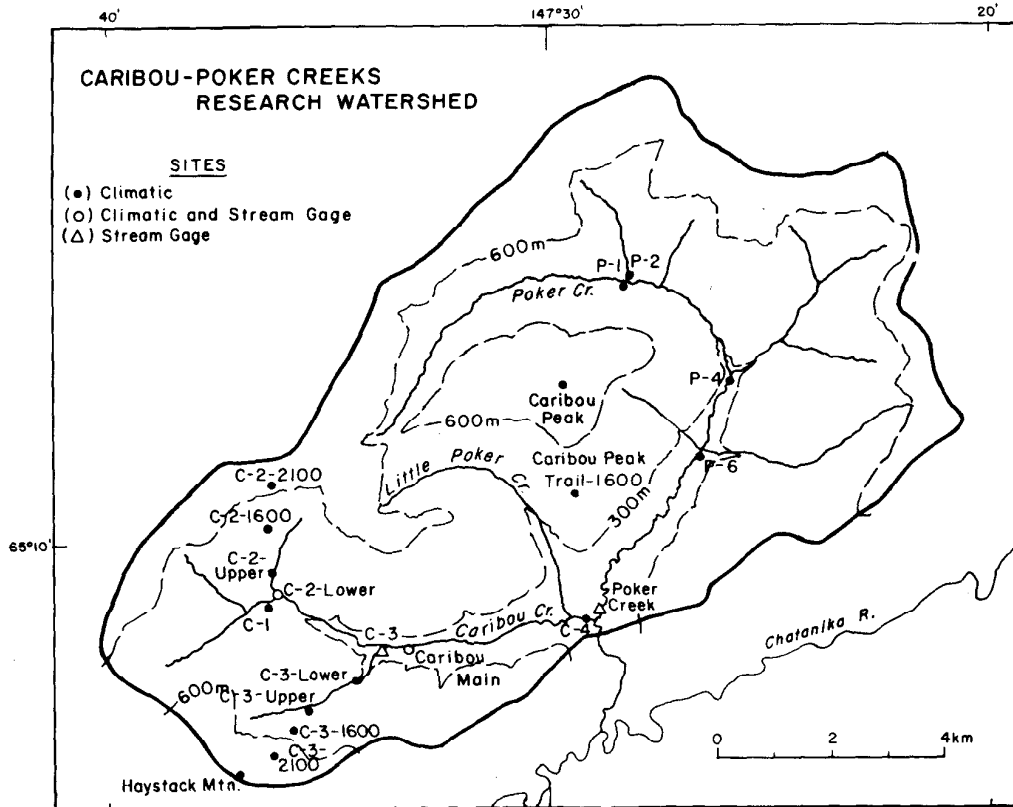 40'
147°30'
20'
CARIBOU-POKER CREEKS
RESEARCH WATERSHED
SITES
(●) Climatic
(○) Climatic and Stream Gage
(△) Stream Gage
600m
P-1
P-2
Poker Cr.
P-4
Caribou
Peak
600m
Little Poker Cr.
Caribou Peak
Trail-1600
P-6
300m
C-2-2100
C-2-1600
65°10'
C-2-
Upper
C-2-Lower
C-1
Poker
Creek
C-3
Caribou Cr.
C-4
Chatanika R.
Caribou
Main
C-3-Lower
600m
C-3-Upper
C-3-1600
C-3-
2100
Haystack Mtn.
0 2 4km